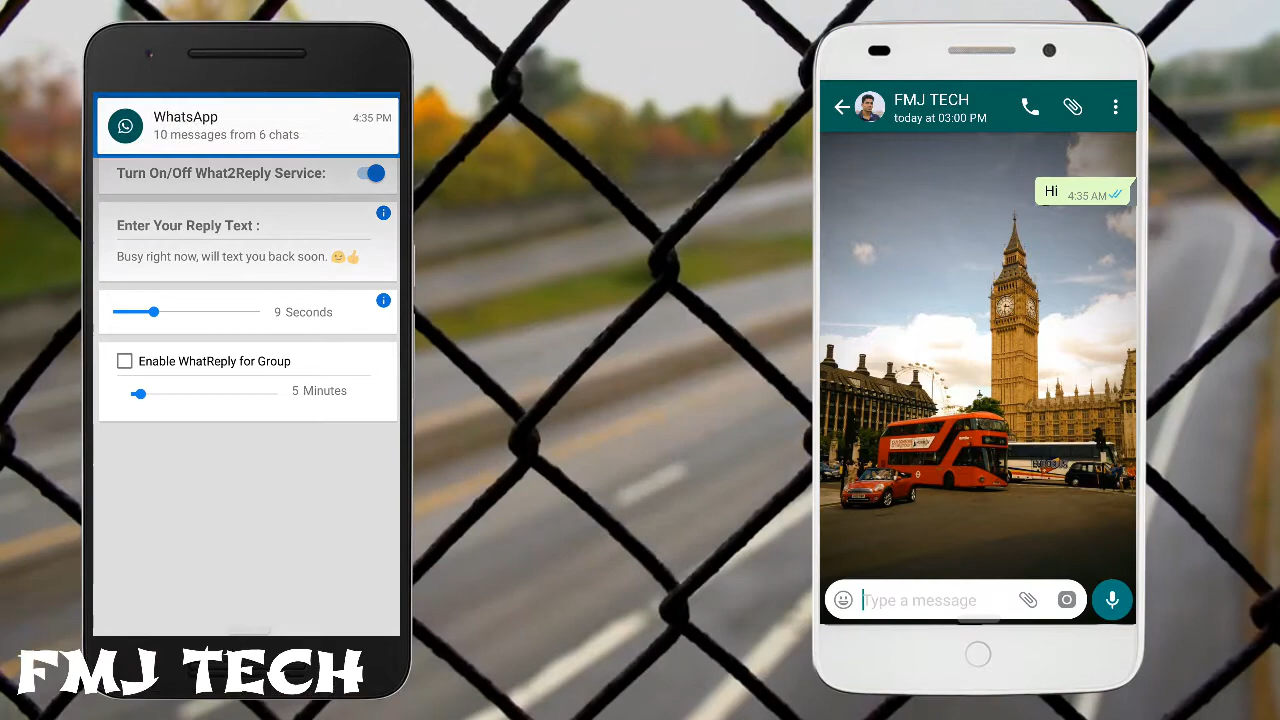 WhatsApp
4:35 PM
10 messages from 6 chats
Turn On/Off What2Reply Service:
Enter Your Reply Text :
Busy right now, will text you back soon. 😊👍
9 Seconds
Enable WhatReply for Group
5 Minutes
FMJ TECH
FMJ TECH
today at 03:00 PM
Hi
4:35 AM
Type a message